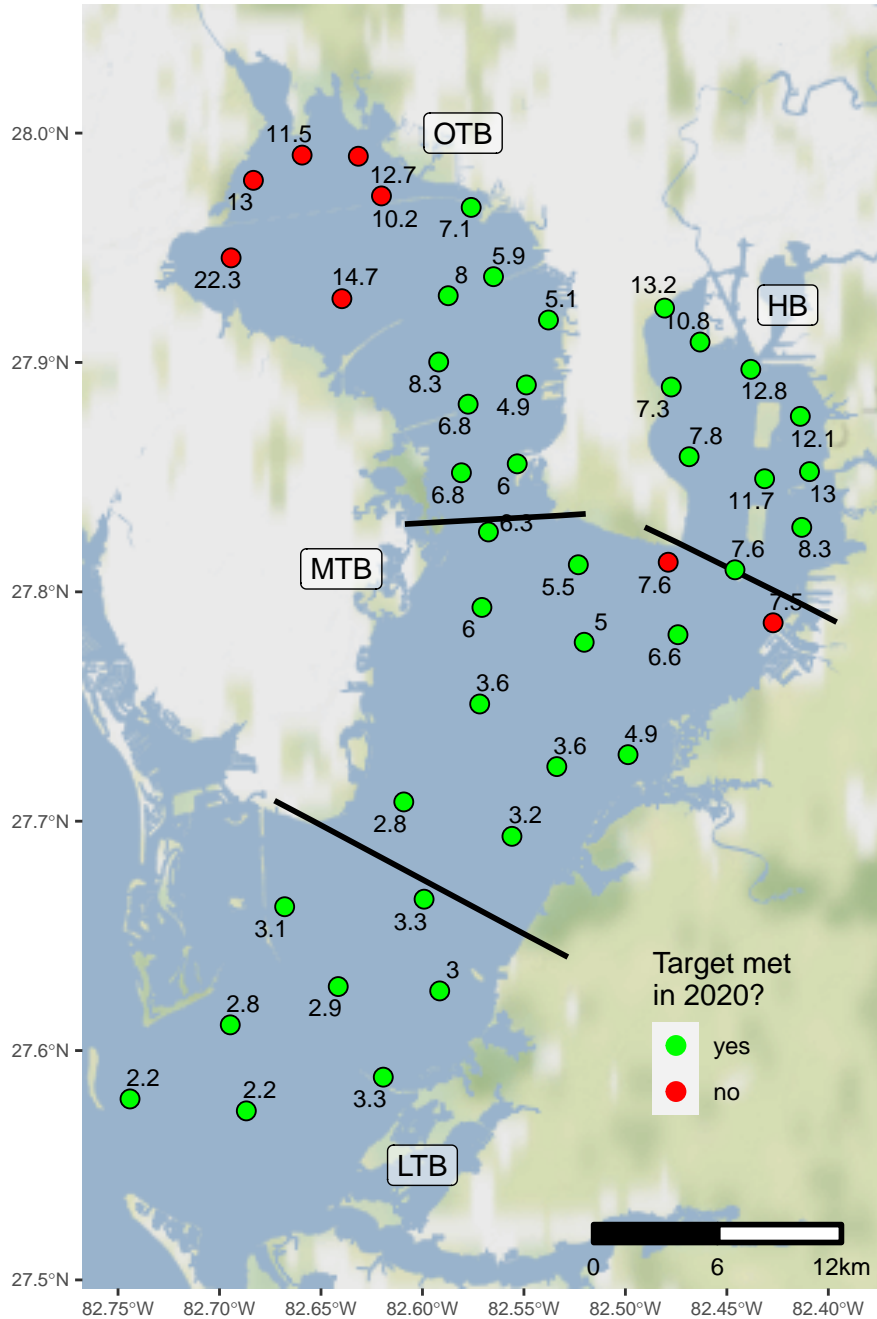 28.0°N
27.9°N
27.8°N
27.7°N
27.6°N
27.5°N
OTB
11.5
12.7
13
10.2
7.1
5.9
22.3
14.7
8
5.1
13.2
HB
10.8
8.3
4.9
7.3
12.8
6.8
7.8
12.1
6.8
6
11.7
13
6.3
8.3
MTB
5.5
7.6
7.6
7.5
6
5
6.6
3.6
3.6
4.9
2.8
3.2
3.1
3.3
2.9
3
2.8
2.2
2.2
3.3
LTB
Target met
in 2020?
yes
no
0 6 12km
82.75°W 82.70°W 82.65°W 82.60°W 82.55°W 82.50°W 82.45°W 82.40°W